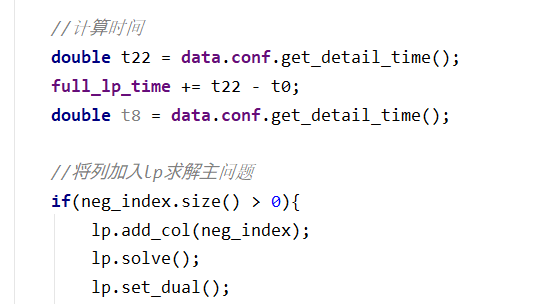 //计算时间
double t22 = data.conf.get_detail_time();
full_lp_time += t22 - t0;
double t8 = data.conf.get_detail_time();
//将列加入lp求解主问题
if(neg_index.size() > 0){
lp.add_col(neg_index);
lp.solve();
lp.set_dual();